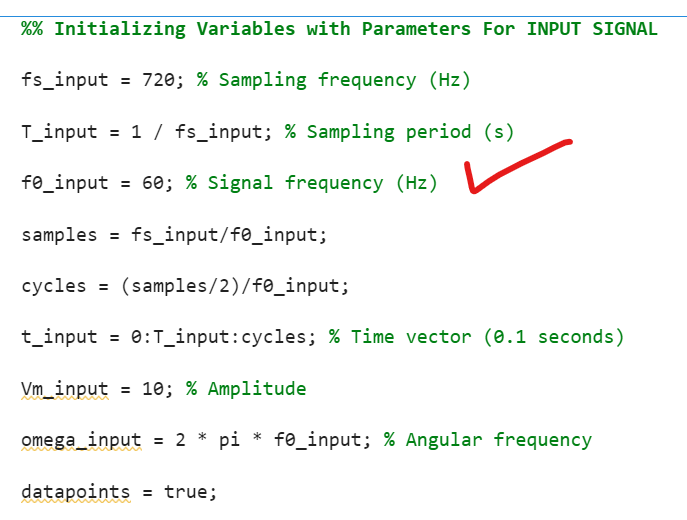 %% Initializing Variables with Parameters For INPUT SIGNAL
fs_input = 720; % Sampling frequency (Hz)
T_input = 1 / fs_input; % Sampling period (s)
f0_input = 60; % Signal frequency (Hz)
samples = fs_input/f0_input;
cycles = (samples/2)/f0_input;
t_input = 0:T_input:cycles; % Time vector (0.1 seconds)
Vm_input = 10; % Amplitude
omega_input = 2 * pi * f0_input; % Angular frequency
datapoints = true;